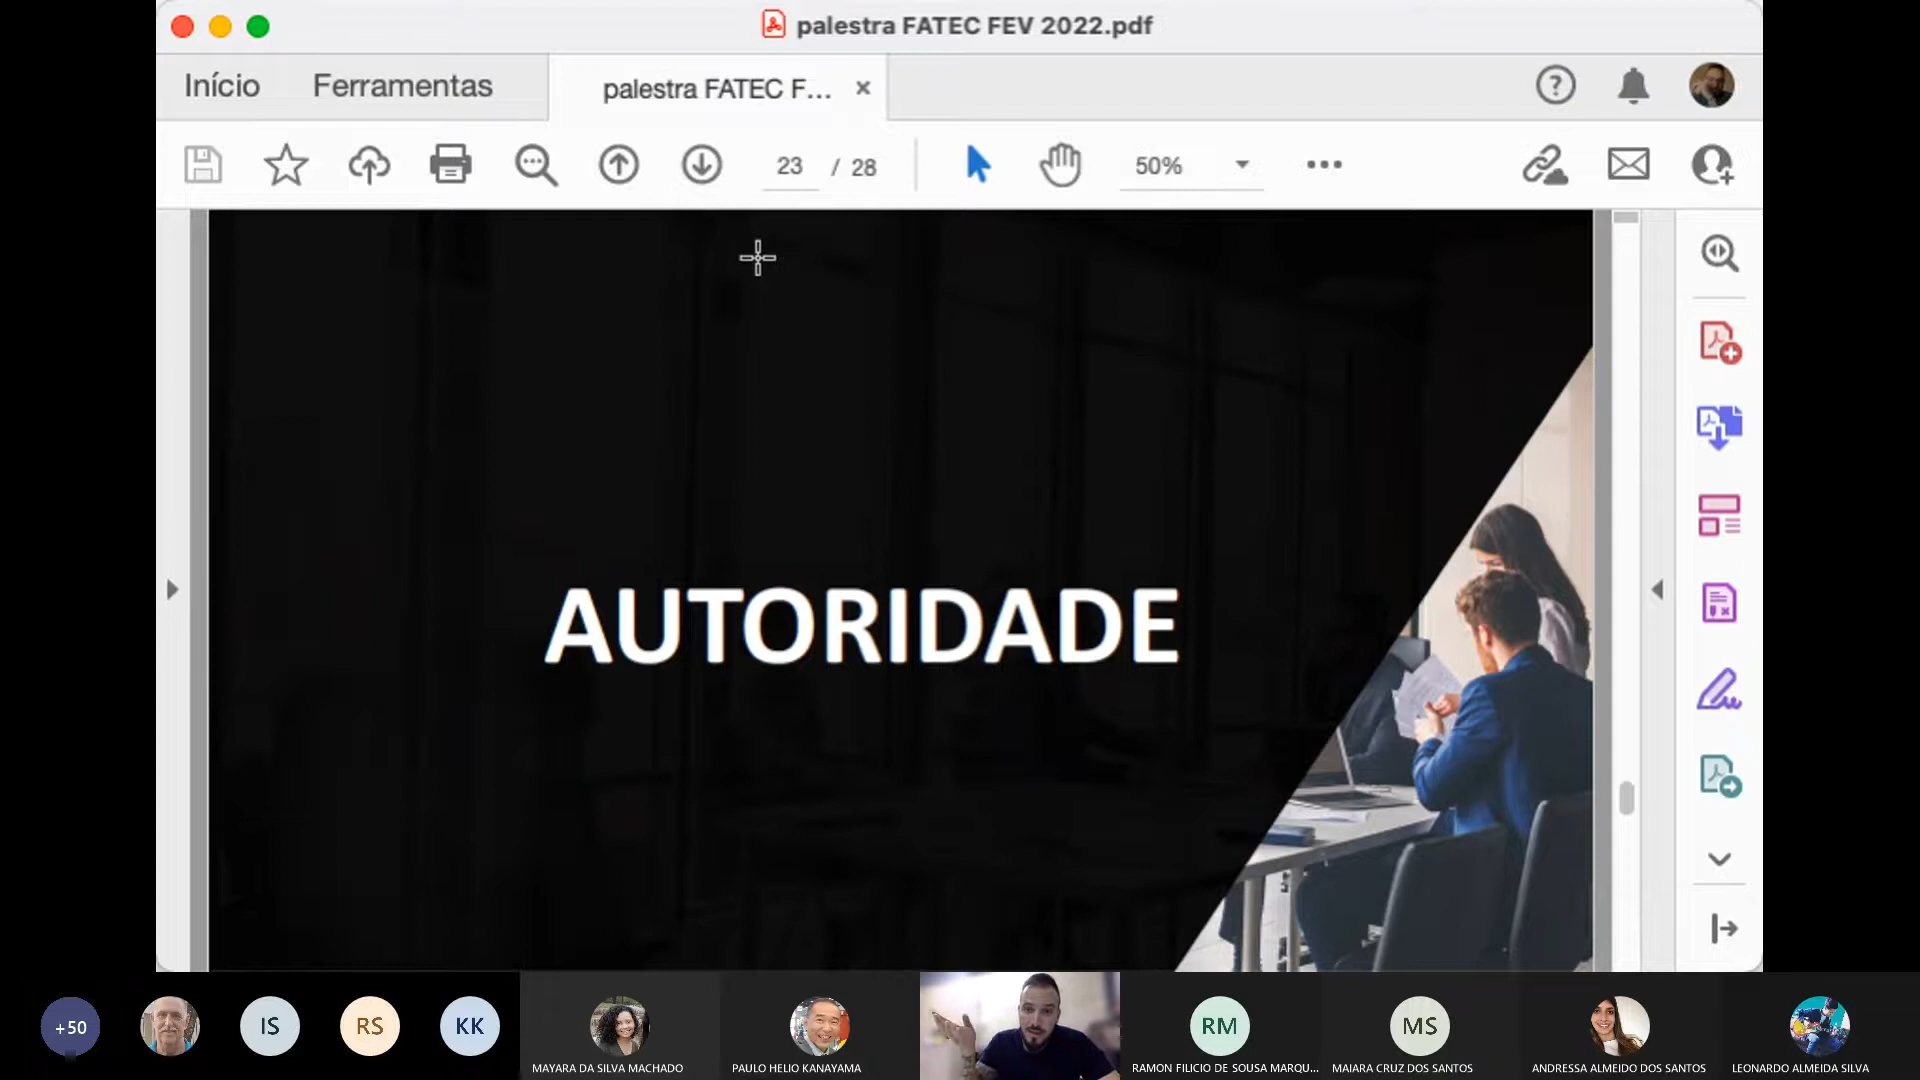 palestra FATEC FEV 2022.pdf
Início
Ferramentas
palestra FATEC F...
23 / 28
50%
AUTORIDADE
+50
IS
RS
KK
MAYARA DA SILVA MACHADO
PAULO HELIO KANAYAMA
RM
RAMON FILICIO DE SOUSA MARQU...
MS
MAIARA CRUZ DOS SANTOS
ANDRESSA ALMEIDO DOS SANTOS
LEONARDO ALMEIDA SILVA